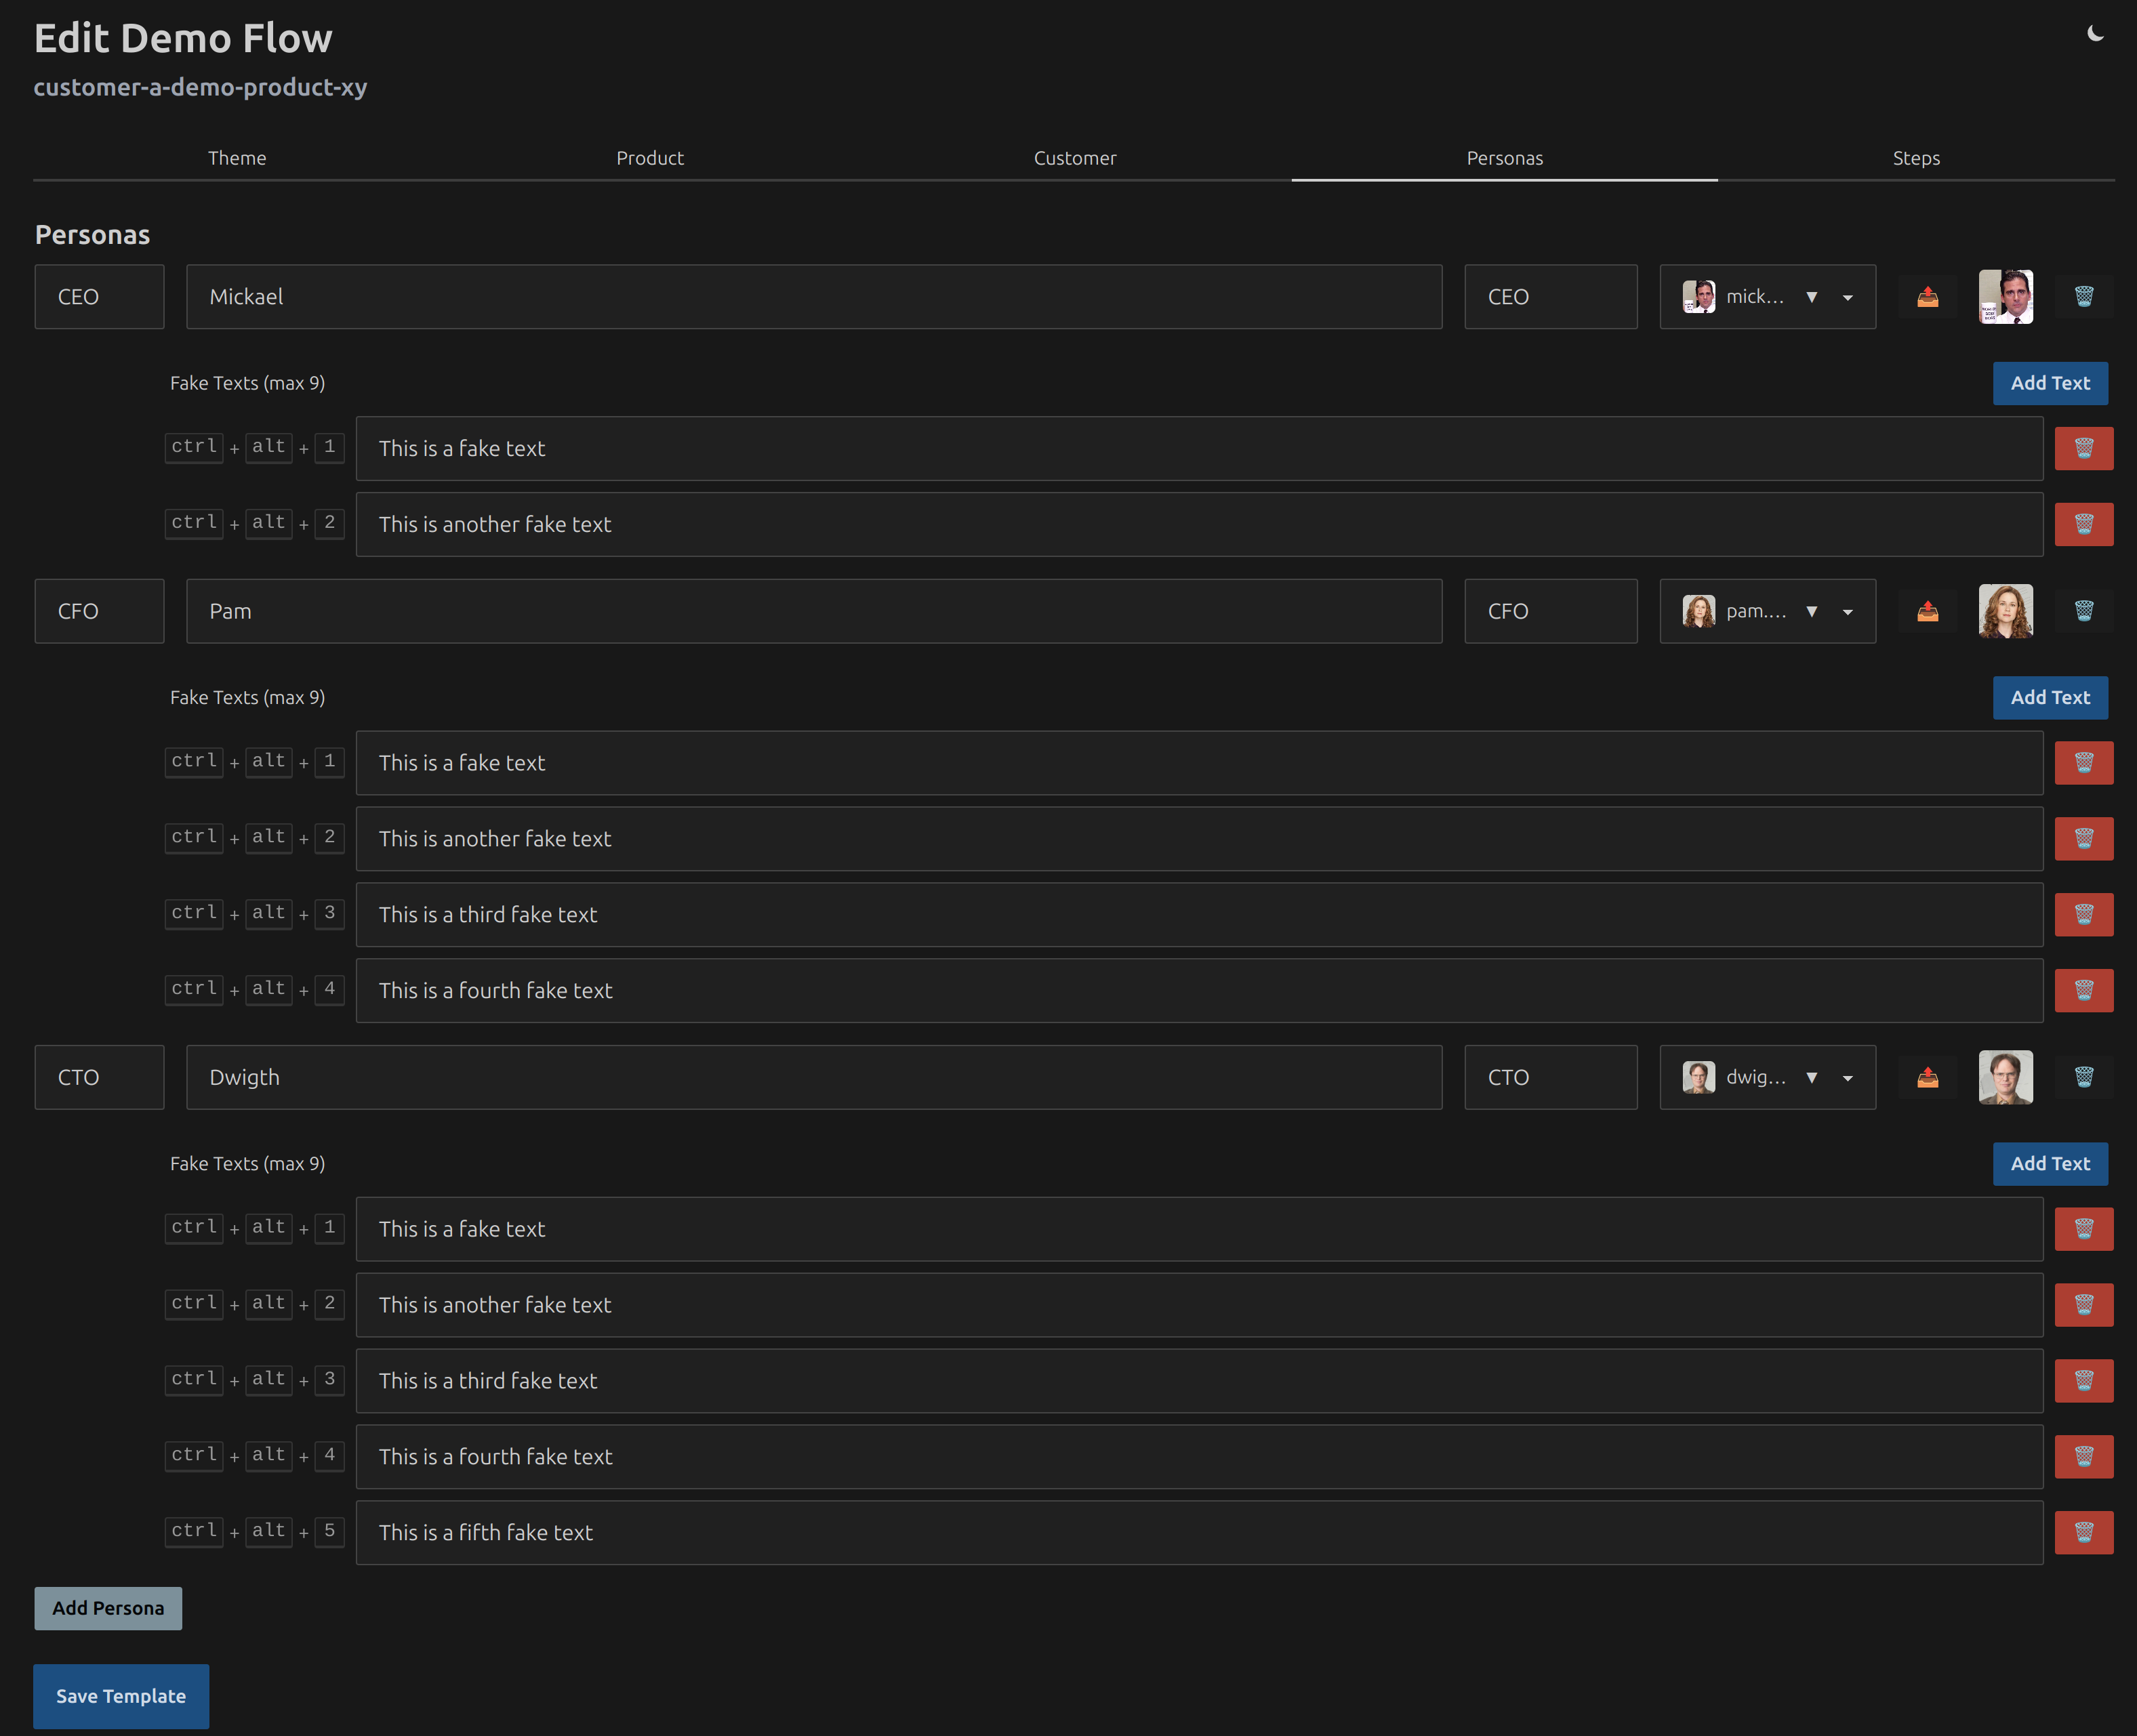 Edit Demo Flow
customer-a-demo-product-xy
Theme Product Customer Personas Steps
Personas
CEO Mickael CEO mick... ▼
Fake Texts (max 9) Add Text
ctrl + alt + 1 This is a fake text
ctrl + alt + 2 This is another fake text
CFO Pam CFO pam.... ▼
Fake Texts (max 9) Add Text
ctrl + alt + 1 This is a fake text
ctrl + alt + 2 This is another fake text
ctrl + alt + 3 This is a third fake text
ctrl + alt + 4 This is a fourth fake text
CTO Dwigth CTO dwig... ▼
Fake Texts (max 9) Add Text
ctrl + alt + 1 This is a fake text
ctrl + alt + 2 This is another fake text
ctrl + alt + 3 This is a third fake text
ctrl + alt + 4 This is a fourth fake text
ctrl + alt + 5 This is a fifth fake text
Add Persona
Save Template